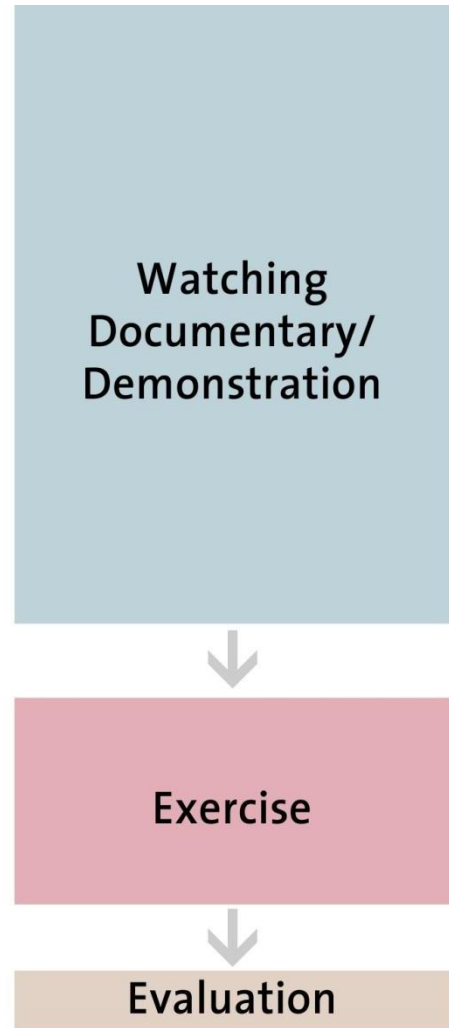 Watching
Documentary/
Demonstration
Exercise
Evaluation